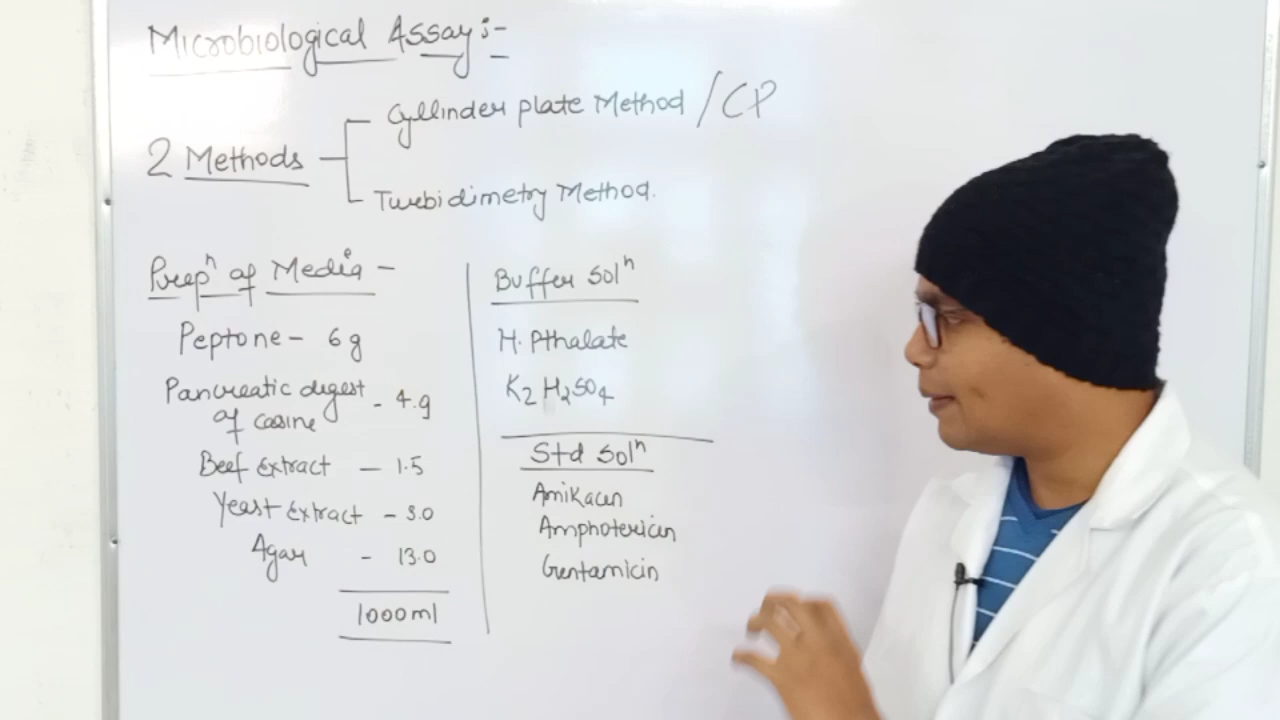 Microbiological Assay:-
2 Methods
Cyllinder plate Method / CP
Turbidimetry Method.
Prepⁿ of Media -
Peptone - 6 g
Pancreatic digest
of casine - 4.g
Beef Extract - 1.5
Yeast Extract - 3.0
Agar - 13.0
1000ml
Buffer Solⁿ
H. Pthalate
K2 H2SO4
Std Solⁿ
Amikacin
Amphotericin
Gentamicin